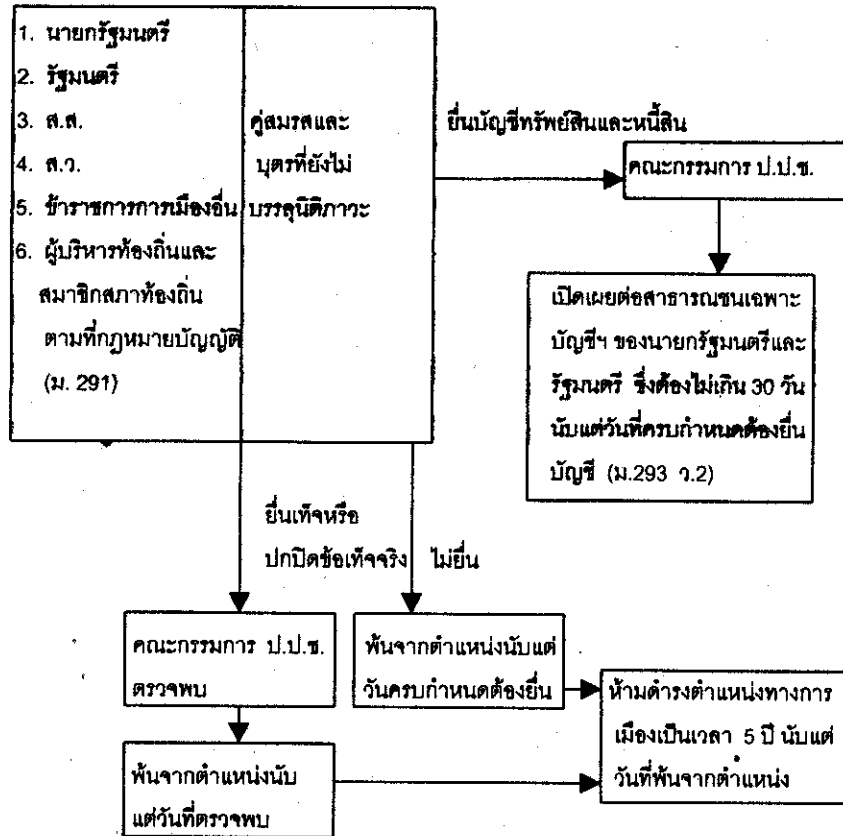 1. นายกรัฐมนตรี
2. รัฐมนตรี
3. ส.ส.
4. ส.ว.
5. ข้าราชการการเมืองอื่น
6. ผู้บริหารท้องถิ่นและ
สมาชิกสภาท้องถิ่น
ตามที่กฎหมายบัญญัติ
(ม. 291)
คู่สมรสและ
บุตรที่ยังไม่
บรรลุนิติภาวะ
ยื่นบัญชีทรัพย์สินและหนี้สิน
คณะกรรมการ ป.ป.ช.
เปิดเผยต่อสาธารณชนเฉพาะ
บัญชีฯ ของนายกรัฐมนตรีและ
รัฐมนตรี ซึ่งต้องไม่เกิน 30 วัน
นับแต่วันที่ครบกำหนดต้องยื่น
บัญชี (ม.293 ว.2)
ยื่นเท็จหรือ
ปกปิดข้อเท็จจริง
ไม่ยื่น
คณะกรรมการ ป.ป.ช.
ตรวจพบ
พ้นจากตำแหน่งนับแต่
วันครบกำหนดต้องยื่น
ห้ามดำรงตำแหน่งทางการ
เมืองเป็นเวลา 5 ปี นับแต่
วันที่พ้นจากตำแหน่ง
พ้นจากตำแหน่งนับ
แต่วันที่ตรวจพบ